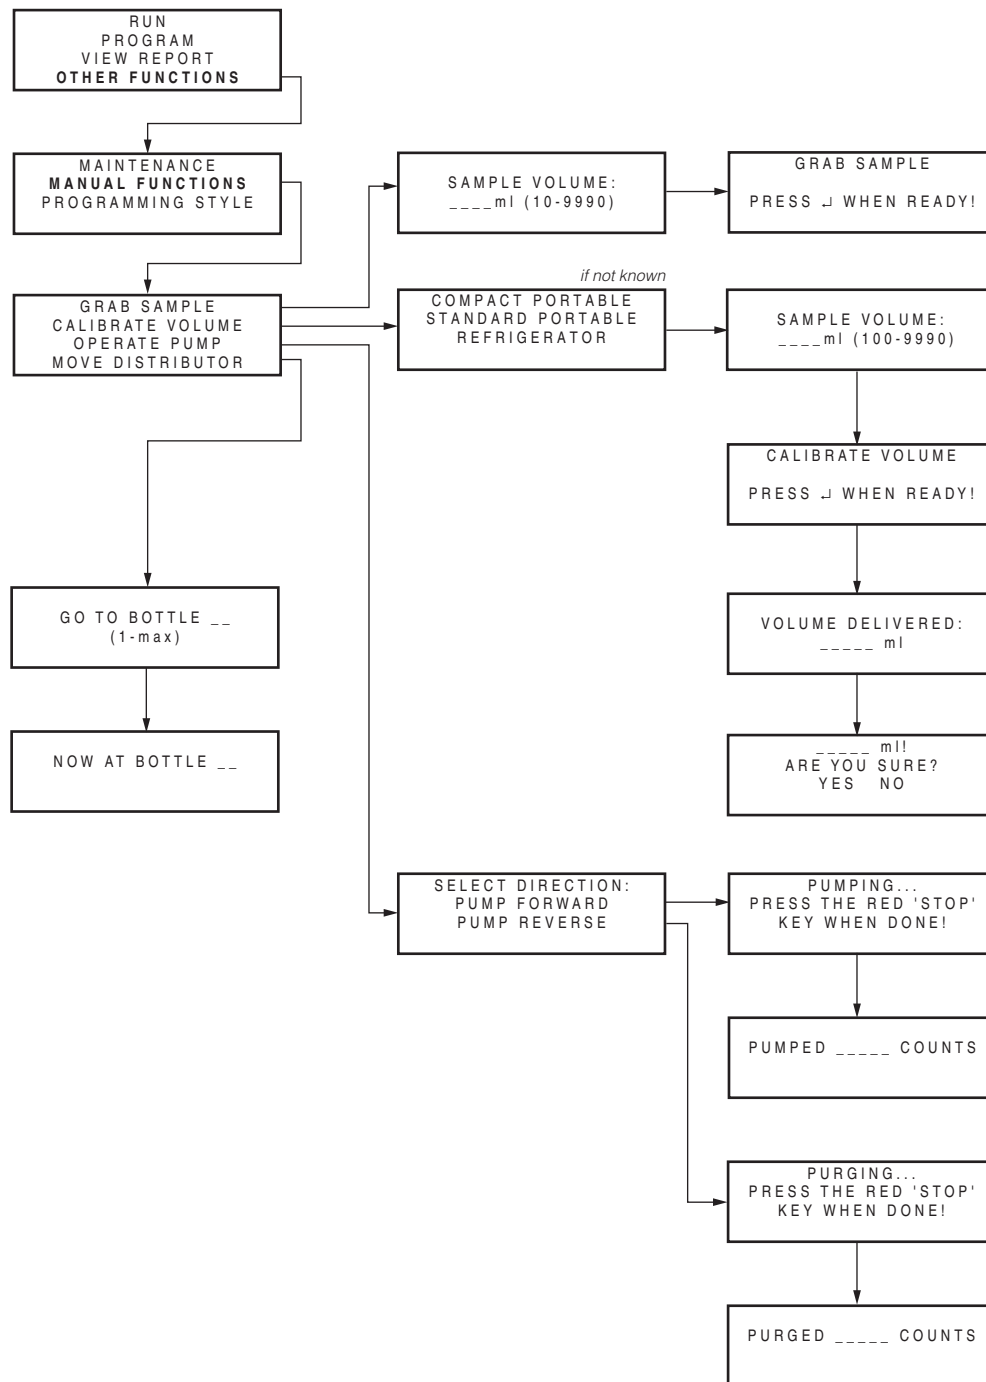 RUN
PROGRAM
VIEW REPORT
OTHER FUNCTIONS
MAINTENANCE
MANUAL FUNCTIONS
PROGRAMMING STYLE
GRAB SAMPLE
CALIBRATE VOLUME
OPERATE PUMP
MOVE DISTRIBUTOR
SAMPLE VOLUME:
____ml (10-9990)
GRAB SAMPLE
PRESS ↵ WHEN READY!
if not known
COMPACT PORTABLE
STANDARD PORTABLE
REFRIGERATOR
SAMPLE VOLUME:
____ml (100-9990)
CALIBRATE VOLUME
PRESS ↵ WHEN READY!
VOLUME DELIVERED:
_____ ml
_____ ml!
ARE YOU SURE?
YES NO
GO TO BOTTLE __
(1-max)
NOW AT BOTTLE __
SELECT DIRECTION:
PUMP FORWARD
PUMP REVERSE
PUMPING...
PRESS THE RED 'STOP'
KEY WHEN DONE!
PUMPED _____ COUNTS
PURGING...
PRESS THE RED 'STOP'
KEY WHEN DONE!
PURGED _____ COUNTS